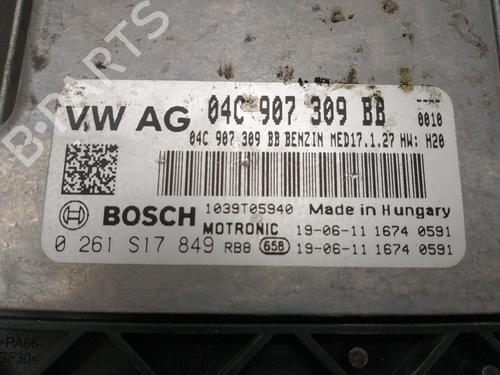 B-PARTS
VW AG 04C 907 309 BB ----
0010
04C 907 309 BB BENZIN MED17.1.27 HW: H20
BOSCH 1039T05940 Made in Hungary
MOTRONIC 19-06-11 1674 0591
0 261 S17 849 RB8 658 19-06-11 1674 0591
>PA66-
GF30<